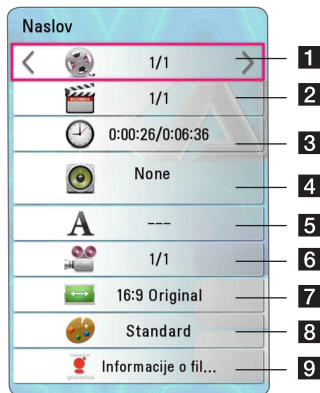 Naslov
1/1 1
MULTIMEDIA 1/1 2
0:00:26/0:06:36 3
None 4
A --- 5
1/1 6
16:9 Original 7
Standard 8
Informacije o fil... 9